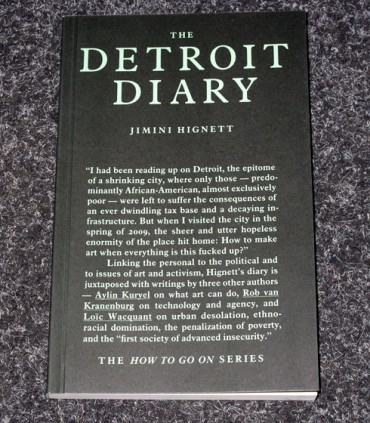 THE
DETROIT
DIARY
JIMINI HIGNETT
“I had been reading up on Detroit, the epitome
of a shrinking city, where only those — predo-
minantly African-American, almost exclusively
poor — were left to suffer the consequences of
an ever dwindling tax base and a decaying in-
frastructure. But when I visited the city in the
spring of 2009, the sheer and utter hopeless
enormity of the place hit home: How to make
art when everything is this fucked up?”
Linking the personal to the political and
to issues of art and activism, Hignett's diary is
juxtaposed with writings by three other authors
— Aylin Kuryel on what art can do, Rob van
Kranenburg on technology and agency, and
Loïc Wacquant on urban desolation, ethno-
racial domination, the penalization of poverty,
and the “first society of advanced insecurity.”
THE HOW TO GO ON SERIES